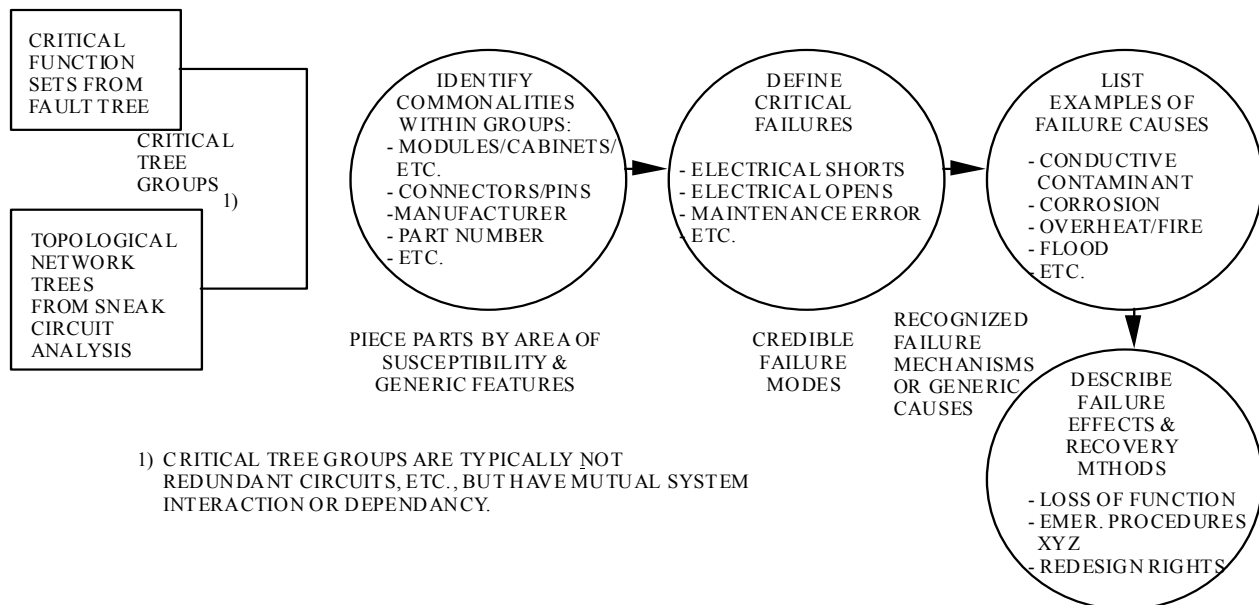 CRITICAL
FUNCTION
SETS FROM
FAULT TREE
CRITICAL
TREE
GROUPS
1)
TOPOLOGICAL
NETWORK
TREES
FROM SNEAK
CIRCUIT
ANALYSIS
IDENTIFY
COMMONALITIES
WITHIN GROUPS:
- MODULES/CABINETS/
ETC.
- CONNECTORS/PINS
-MANUFACTURER
- PART NUMBER
- ETC.
PIECE PARTS BY AREA OF
SUSCEPTIBILITY &
GENERIC FEATURES
DEFINE
CRITICAL
FAILURES
- ELECTRICAL SHORTS
- ELECTRICAL OPENS
- MAINTENANCE ERROR
- ETC.
CREDIBLE
FAILURE
MODES
LIST
EXAMPLES OF
FAILURE CAUSES
- CONDUCTIVE
CONTAMINANT
- CORROSION
- OVERHEAT/FIRE
- FLOOD
- ETC.
RECOGNIZED
FAILURE
MECHANISMS
OR GENERIC
CAUSES
DESCRIBE
FAILURE
EFFECTS &
RECOVERY
MTHODS
- LOSS OF FUNCTION
- EMER. PROCEDURES
XYZ
- REDESIGN RIGHTS
1) CRITICAL TREE GROUPS ARE TYPICALLY NOT
REDUNDANT CIRCUITS, ETC., BUT HAVE MUTUAL SYSTEM
INTERACTION OR DEPENDANCY.